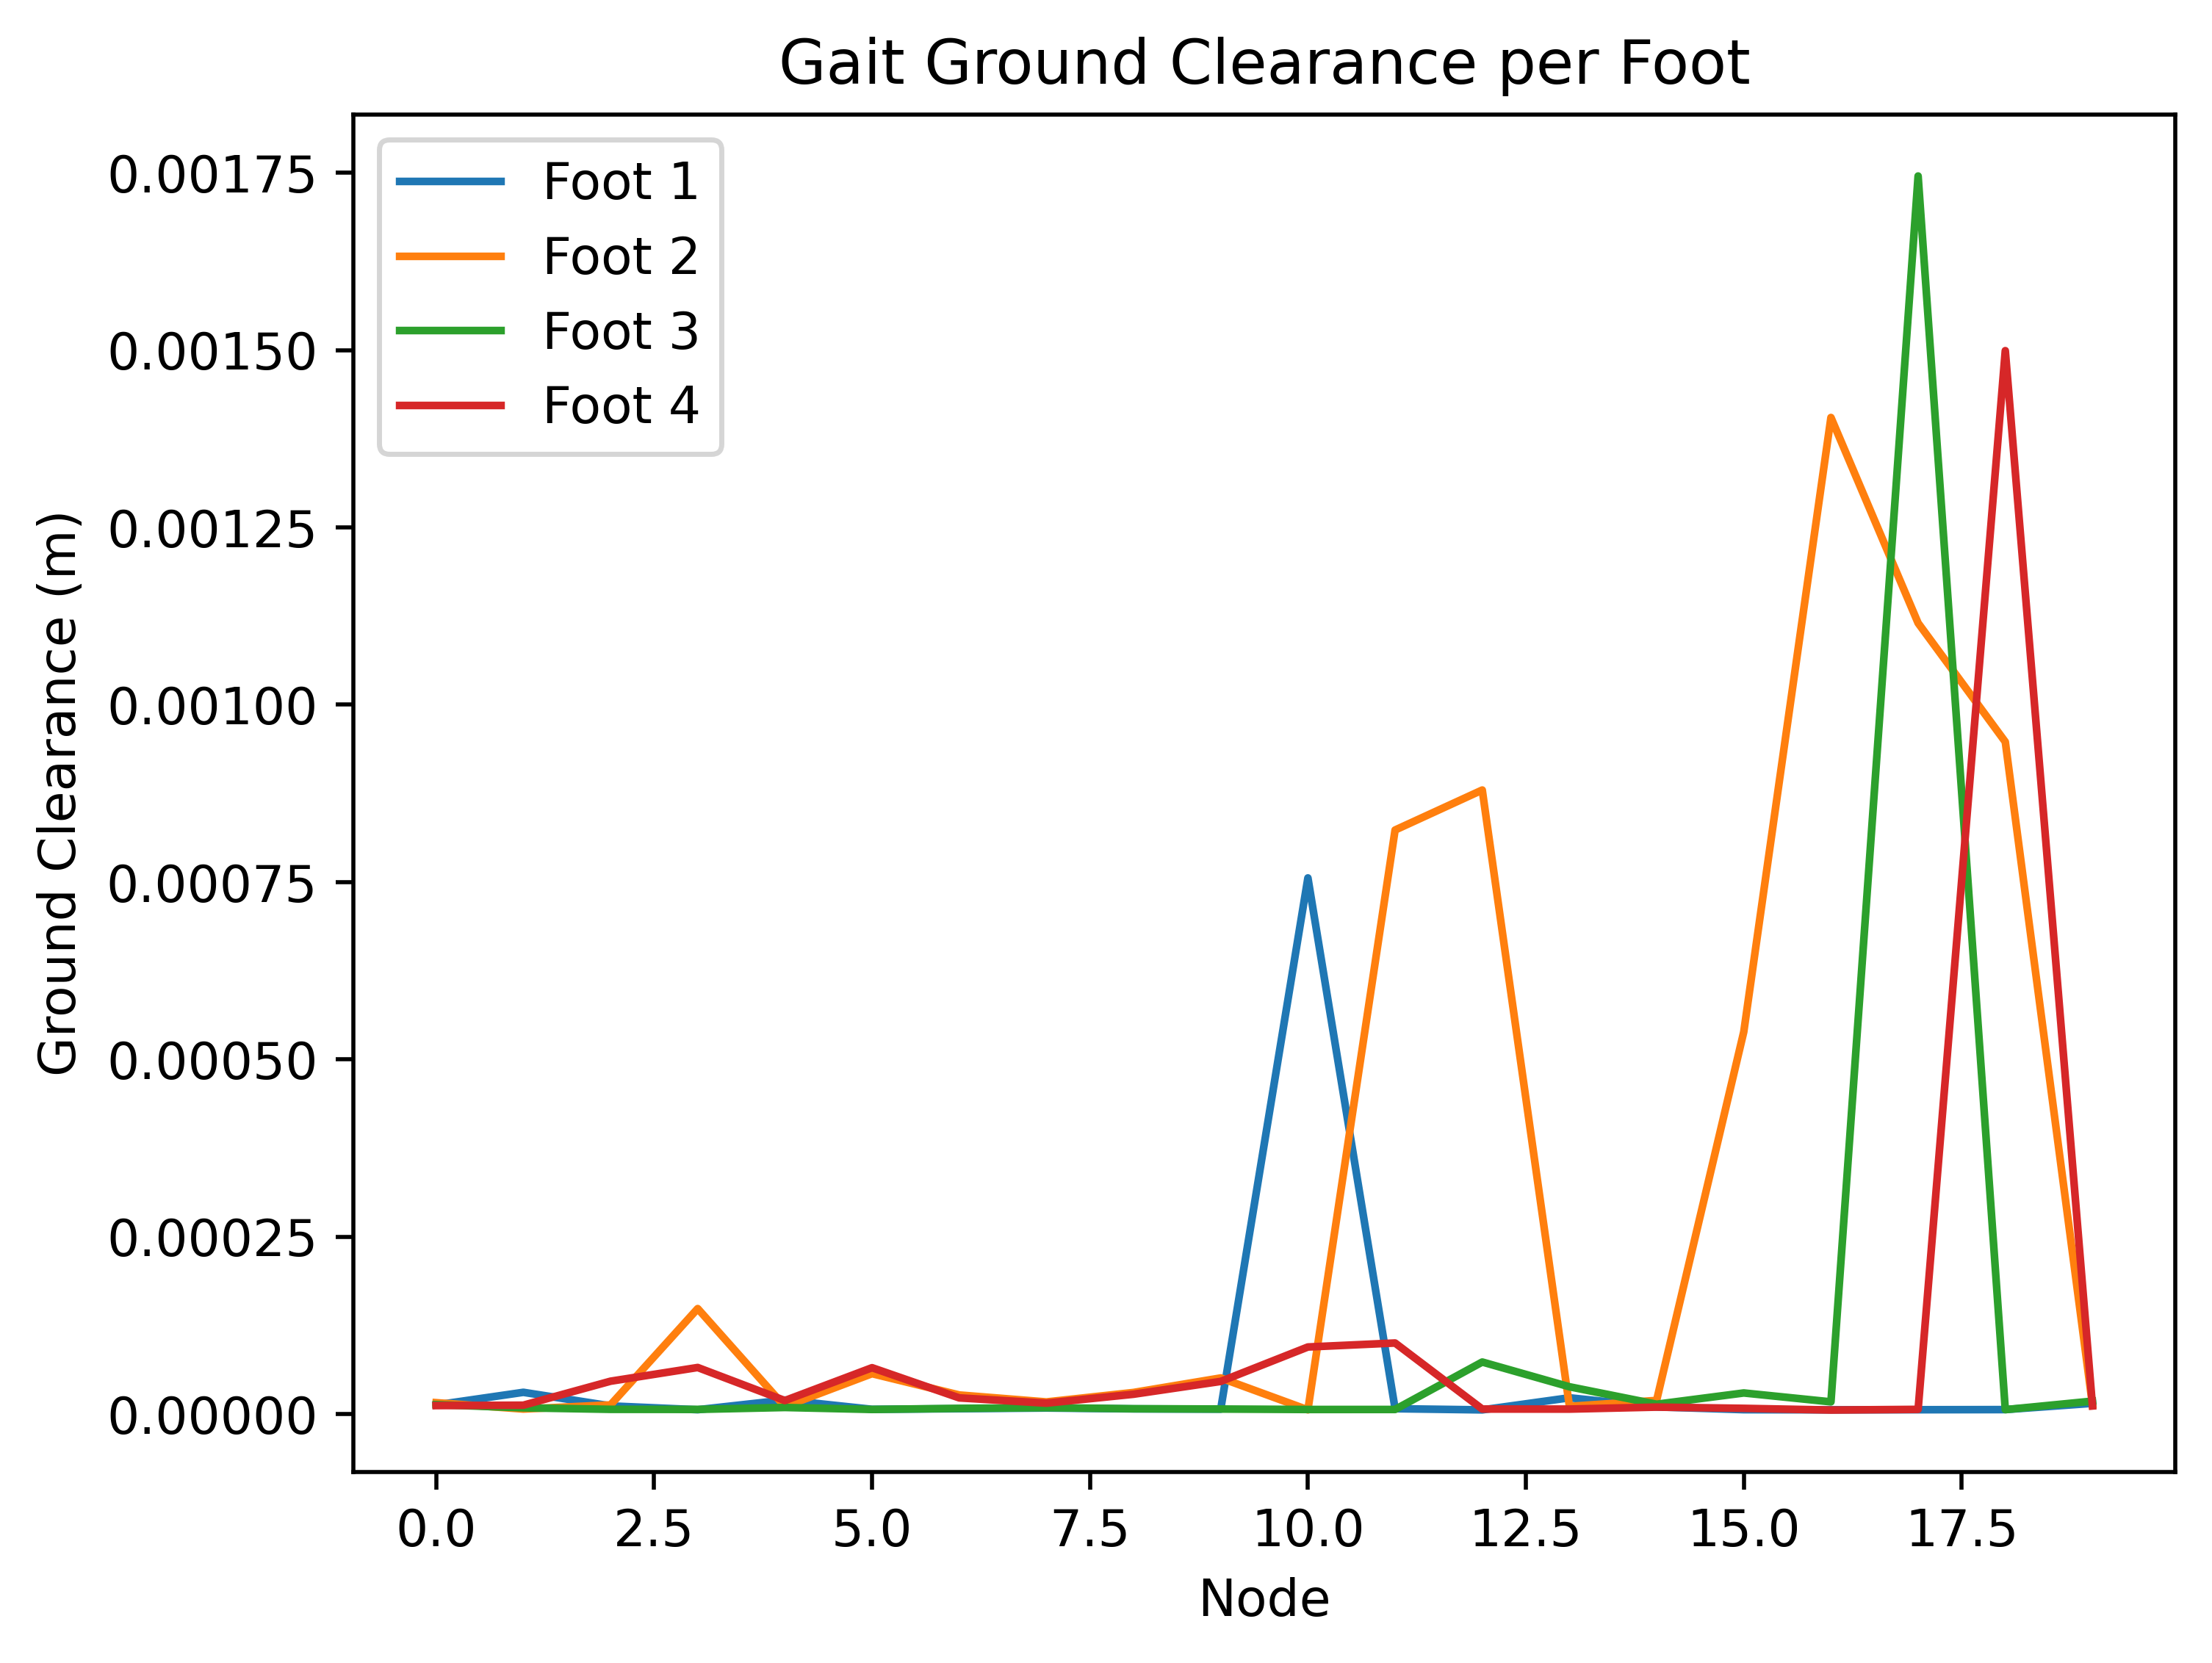 Gait Ground Clearance per Foot
Foot 1
Foot 2
Foot 3
Foot 4
0.00175
0.00150
0.00125
0.00100
0.00075
0.00050
0.00025
0.00000
Ground Clearance (m)
0.0 2.5 5.0 7.5 10.0 12.5 15.0 17.5
Node